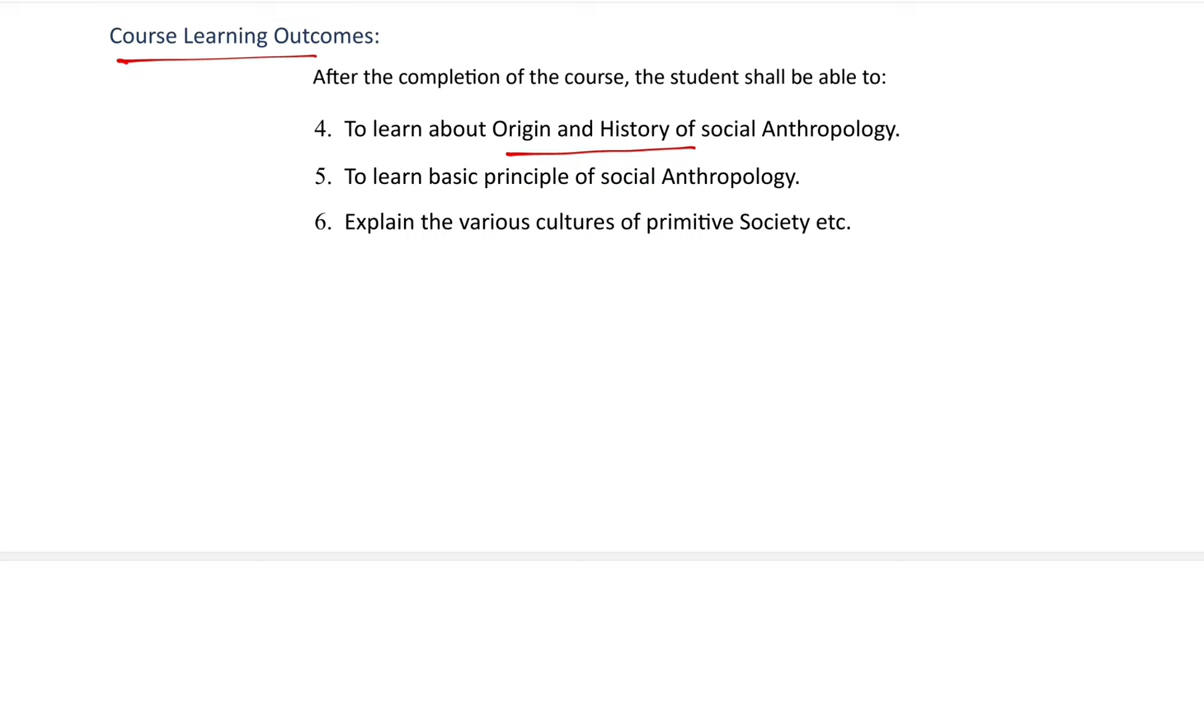 Course Learning Outcomes:
After the completion of the course, the student shall be able to:
4. To learn about Origin and History of social Anthropology.
5. To learn basic principle of social Anthropology.
6. Explain the various cultures of primitive Society etc.